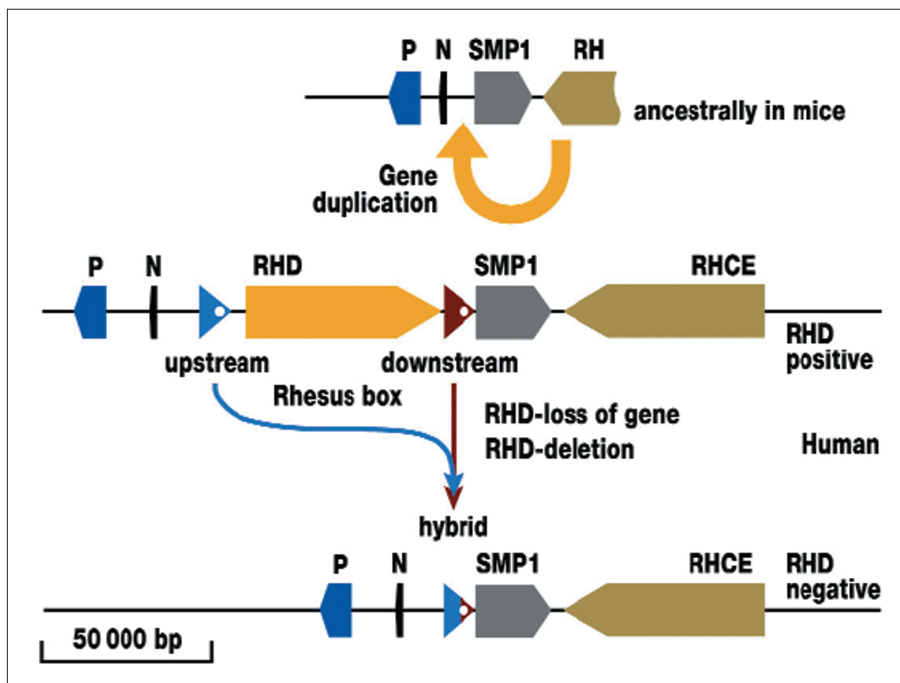 P N SMP1 RH
ancestrally in mice
Gene
duplication
P N RHD SMP1 RHCE
RHD
positive
upstream downstream
Rhesus box
RHD-loss of gene
RHD-deletion
Human
hybrid
P N SMP1 RHCE
RHD
negative
50 000 bp